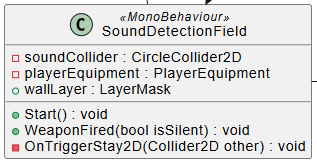 C
«MonoBehaviour»
SoundDetectionField
soundCollider : CircleCollider2D
playerEquipment : PlayerEquipment
wallLayer : LayerMask
Start() : void
WeaponFired(bool isSilent) : void
OnTriggerStay2D(Collider2D other) : void